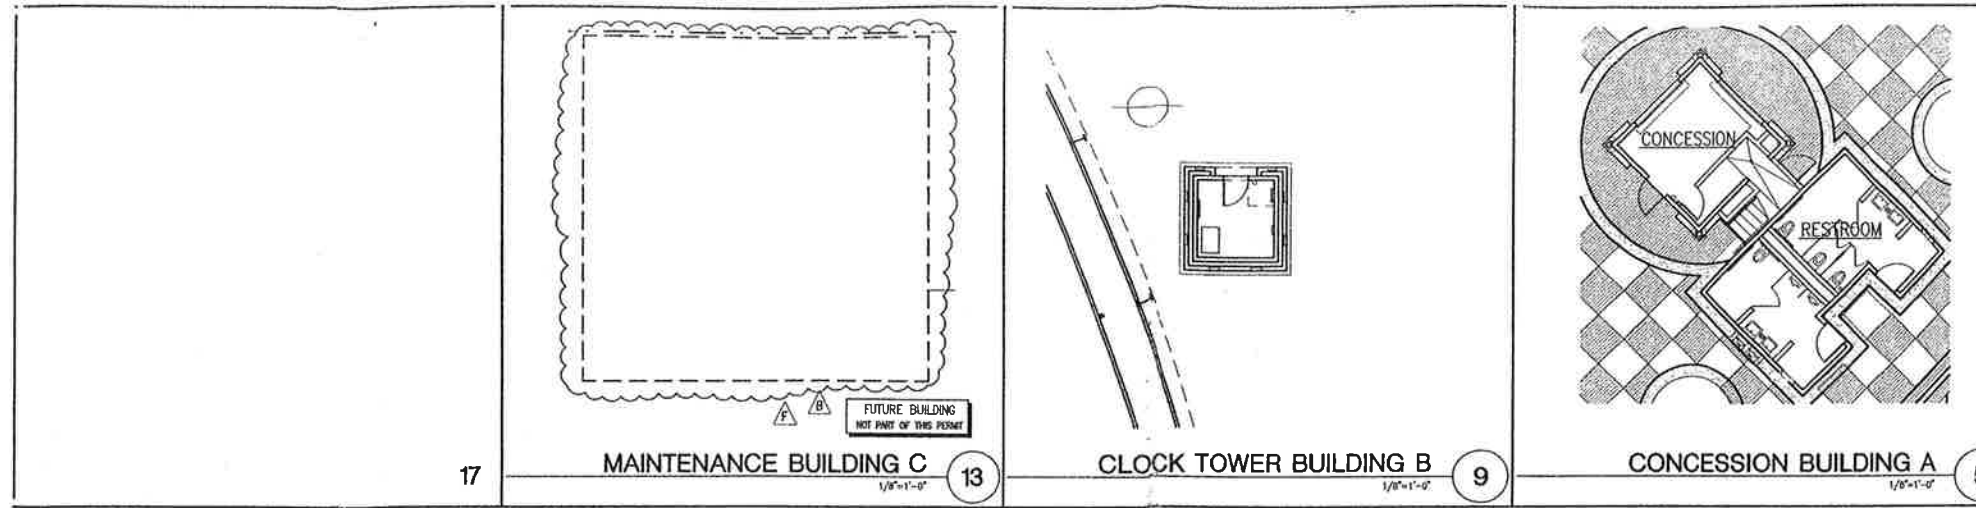 17
F
B
FUTURE BUILDING
NOT PART OF THIS PERMIT
MAINTENANCE BUILDING C
1/8"=1'-0"
13
CLOCK TOWER BUILDING B
1/8"=1'-0"
9
CONCESSION
RESTROOM
CONCESSION BUILDING A
1/8"=1'-0"